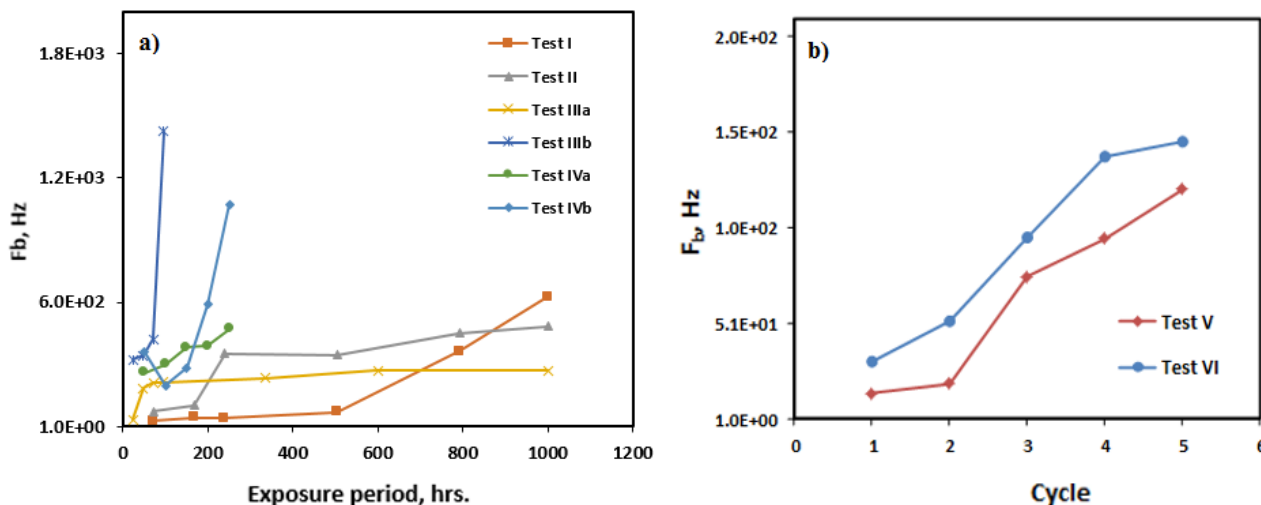 a)
1.8E+03
1.2E+03
6.0E+02
1.0E+00
Fb, Hz
0 200 400 600 800 1000 1200
Exposure period, hrs.
Test I
Test II
Test IIIa
Test IIIb
Test IVa
Test IVb
b)
2.0E+02
1.5E+02
1.0E+02
5.1E+01
1.0E+00
Fb, Hz
0 1 2 3 4 5 6
Cycle
Test V
Test VI